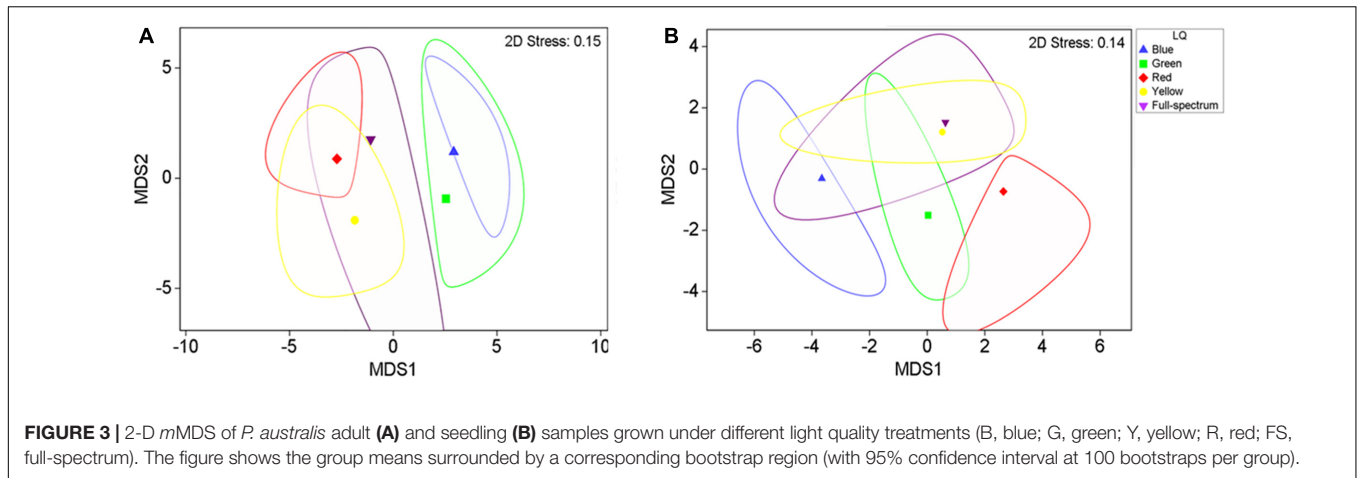 A
2D Stress: 0.15
5
0
-5
MDS2
-10
-5
0
5
10
MDS1
B
2D Stress: 0.14
4
2
0
-2
-4
MDS2
-6
-4
-2
0
2
4
6
MDS1
LQ
Blue
Green
Red
Yellow
Full-spectrum
FIGURE 3 | 2-D mMDS of P. australis adult (A) and seedling (B) samples grown under different light quality treatments (B, blue; G, green; Y, yellow; R, red; FS,
full-spectrum). The figure shows the group means surrounded by a corresponding bootstrap region (with 95% confidence interval at 100 bootstraps per group).